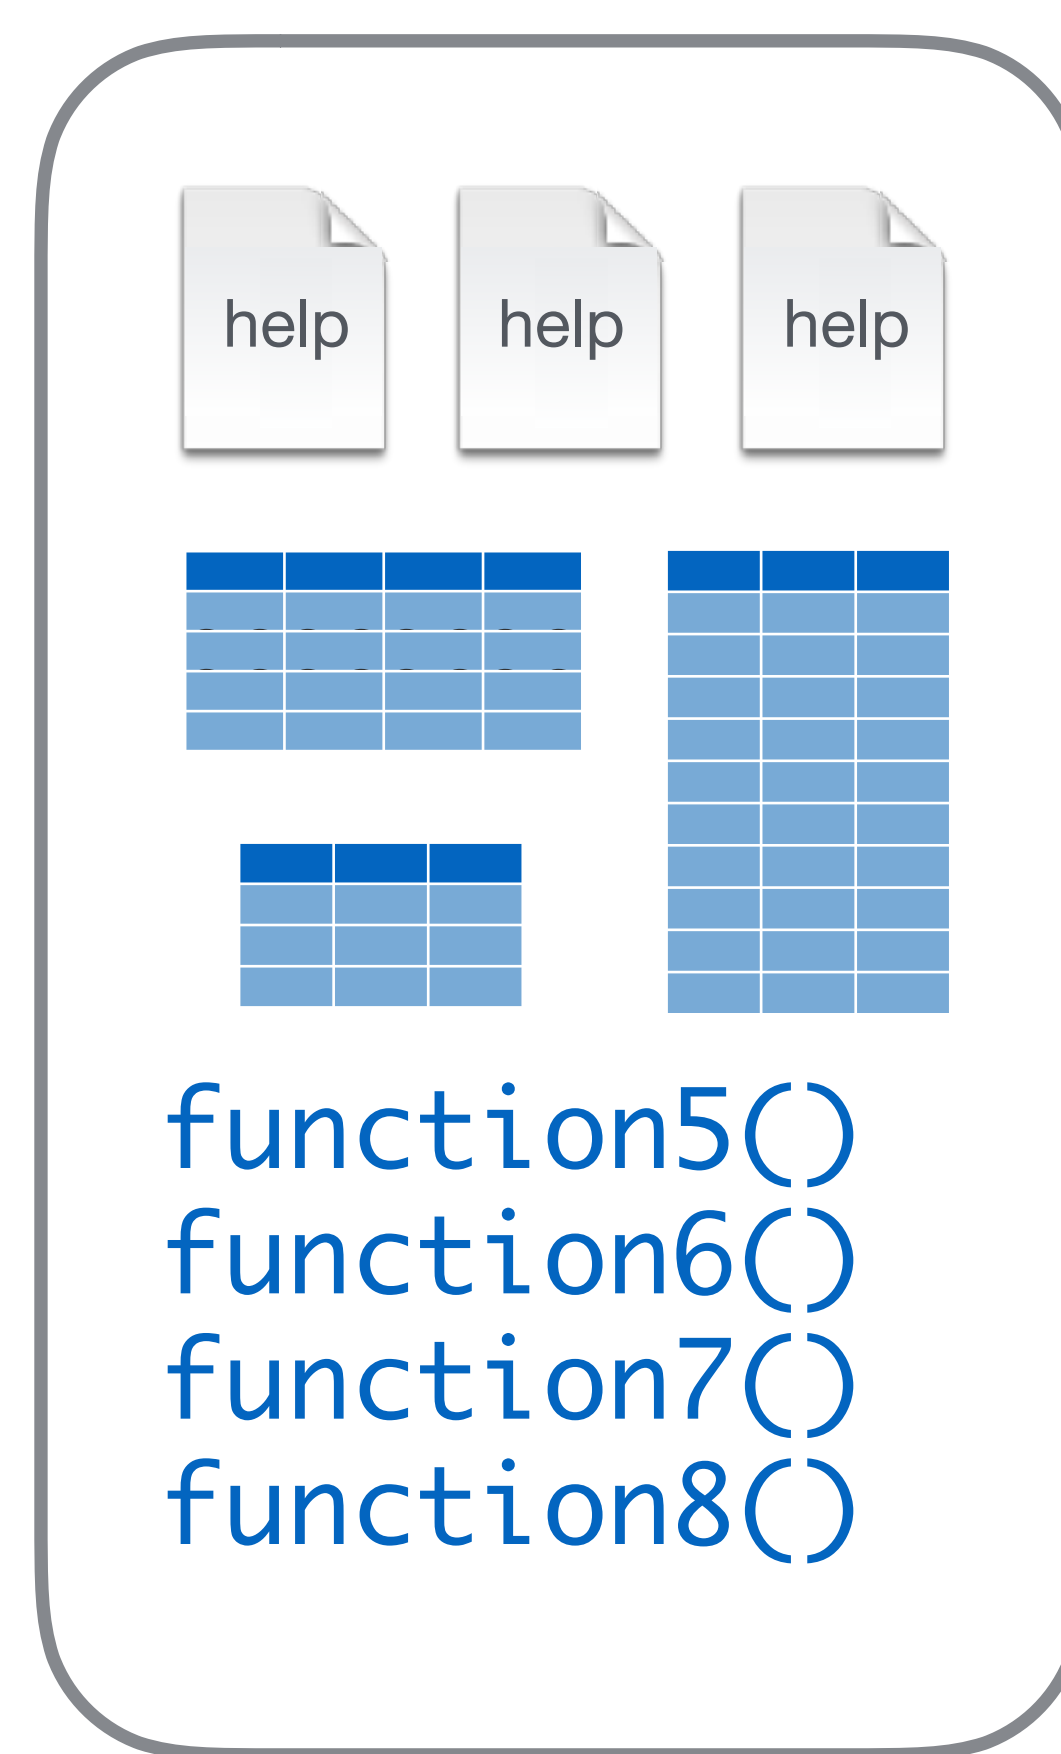 help help help
function5()
function6()
function7()
function8()